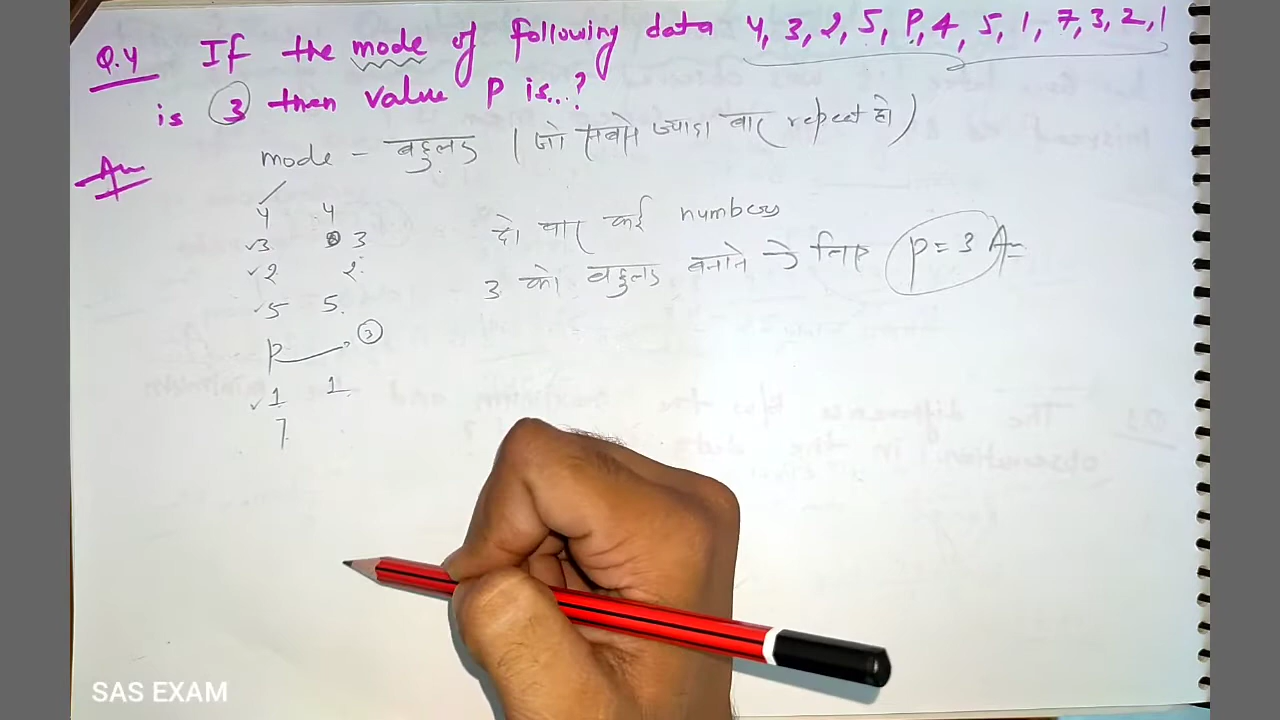 Q.4 If the mode of following data 4, 3, 2, 5, P, 4, 5, 1, 7, 3, 2, 1
is 3 then value P is...?
Ans
mode - बहुलक (जो सबसे ज्यादा बार repeat हो)
4 4
3 3
2 2
5 5
P 3
1 1
7
दो बार कई numbers
3 को बहुलक बनाने के लिए P = 3 Ans
SAS EXAM